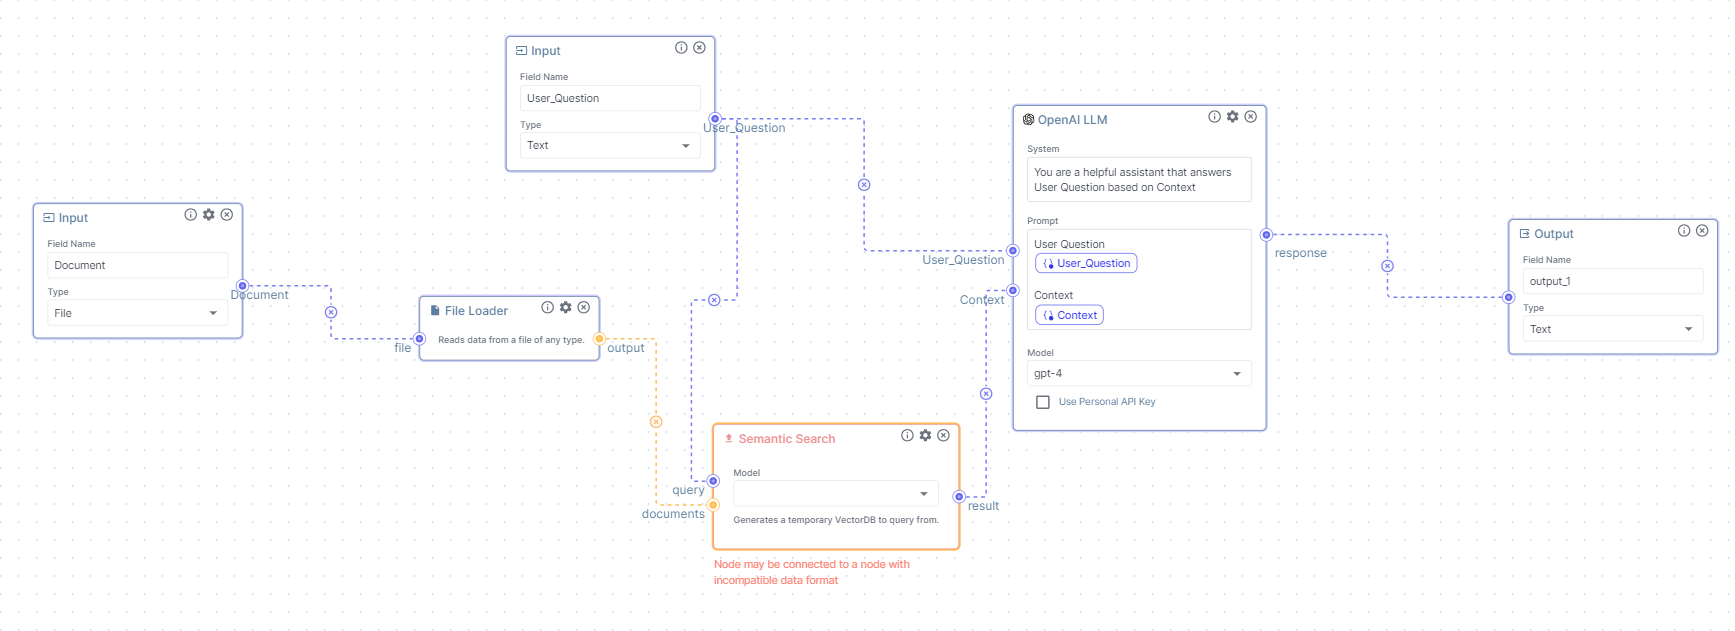 Input
Field Name
User_Question
Type
Text
User_Question
Input
Field Name
Document
Type
File
Document
file
File Loader
Reads data from a file of any type.
output
Semantic Search
Model
Generates a temporary VectorDB to query from.
query
documents
result
Node may be connected to a node with
incompatible data format
OpenAI LLM
System
You are a helpful assistant that answers
User Question based on Context
Prompt
User Question
User_Question
Context
Context
Model
gpt-4
Use Personal API Key
User_Question
Context
response
Output
Field Name
output_1
Type
Text